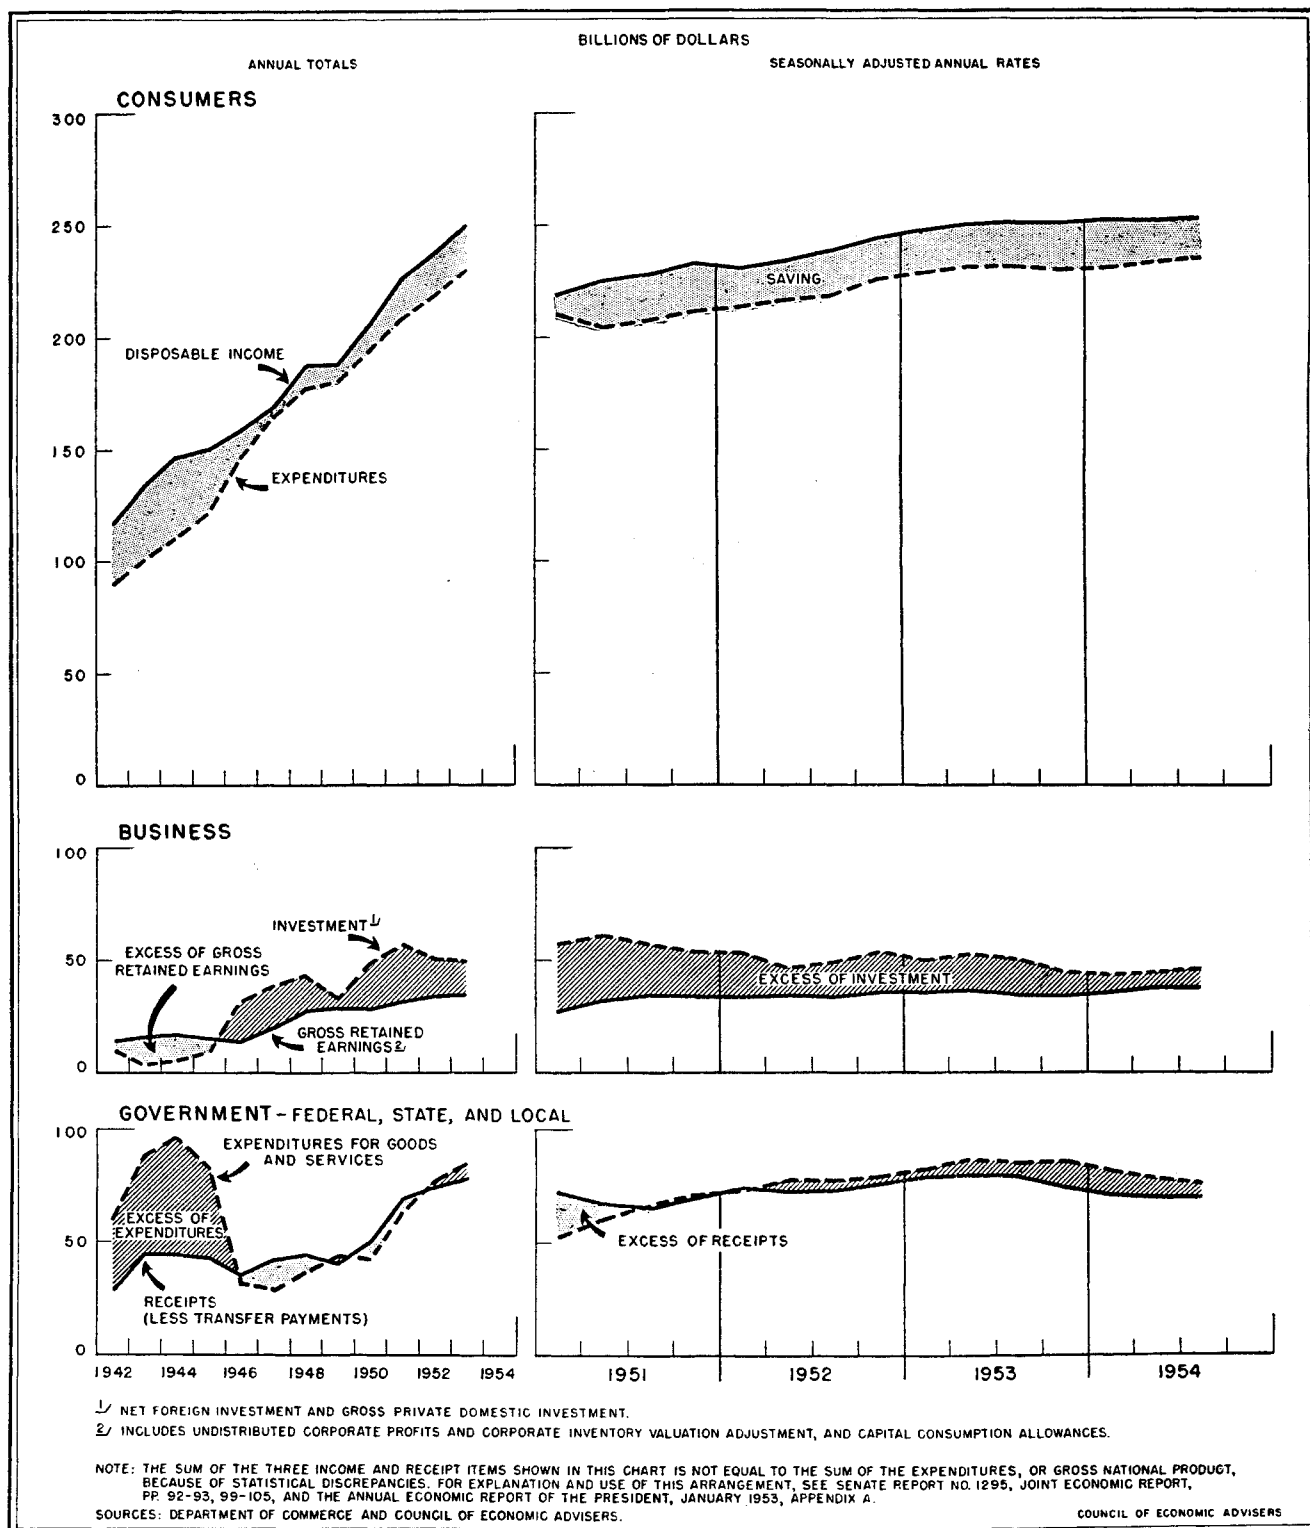 BILLIONS OF DOLLARS
ANNUAL TOTALS
SEASONALLY ADJUSTED ANNUAL RATES
CONSUMERS
300
250
200
150
100
50
0
DISPOSABLE INCOME
EXPENDITURES
SAVING
BUSINESS
100
50
0
INVESTMENT 1/
EXCESS OF GROSS
RETAINED EARNINGS
GROSS RETAINED
EARNINGS 2/
EXCESS OF INVESTMENT
GOVERNMENT - FEDERAL, STATE, AND LOCAL
100
50
0
EXPENDITURES FOR GOODS
AND SERVICES
EXCESS OF
EXPENDITURES
RECEIPTS
(LESS TRANSFER PAYMENTS)
EXCESS OF RECEIPTS
1942 1944 1946 1948 1950 1952 1954
1951 1952 1953 1954
1/ NET FOREIGN INVESTMENT AND GROSS PRIVATE DOMESTIC INVESTMENT.
2/ INCLUDES UNDISTRIBUTED CORPORATE PROFITS AND CORPORATE INVENTORY VALUATION ADJUSTMENT, AND CAPITAL CONSUMPTION ALLOWANCES.
NOTE: THE SUM OF THE THREE INCOME AND RECEIPT ITEMS SHOWN IN THIS CHART IS NOT EQUAL TO THE SUM OF THE EXPENDITURES, OR GROSS NATIONAL PRODUCT,
BECAUSE OF STATISTICAL DISCREPANCIES. FOR EXPLANATION AND USE OF THIS ARRANGEMENT, SEE SENATE REPORT NO. 1295, JOINT ECONOMIC REPORT,
PP. 92-93, 99-105, AND THE ANNUAL ECONOMIC REPORT OF THE PRESIDENT, JANUARY 1953, APPENDIX A.
SOURCES: DEPARTMENT OF COMMERCE AND COUNCIL OF ECONOMIC ADVISERS.
COUNCIL OF ECONOMIC ADVISERS